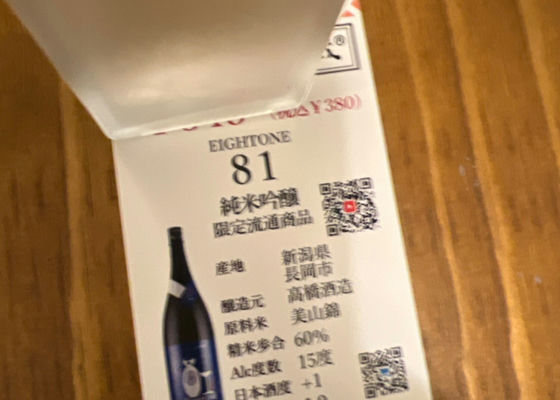 (税込¥380)
EIGHTONE
81
純米吟醸
限定流通商品
産地 新潟県
長岡市
醸造元 高橋酒造
原料米 美山錦
精米歩合 60%
Alc度数 15度
日本酒度 +1